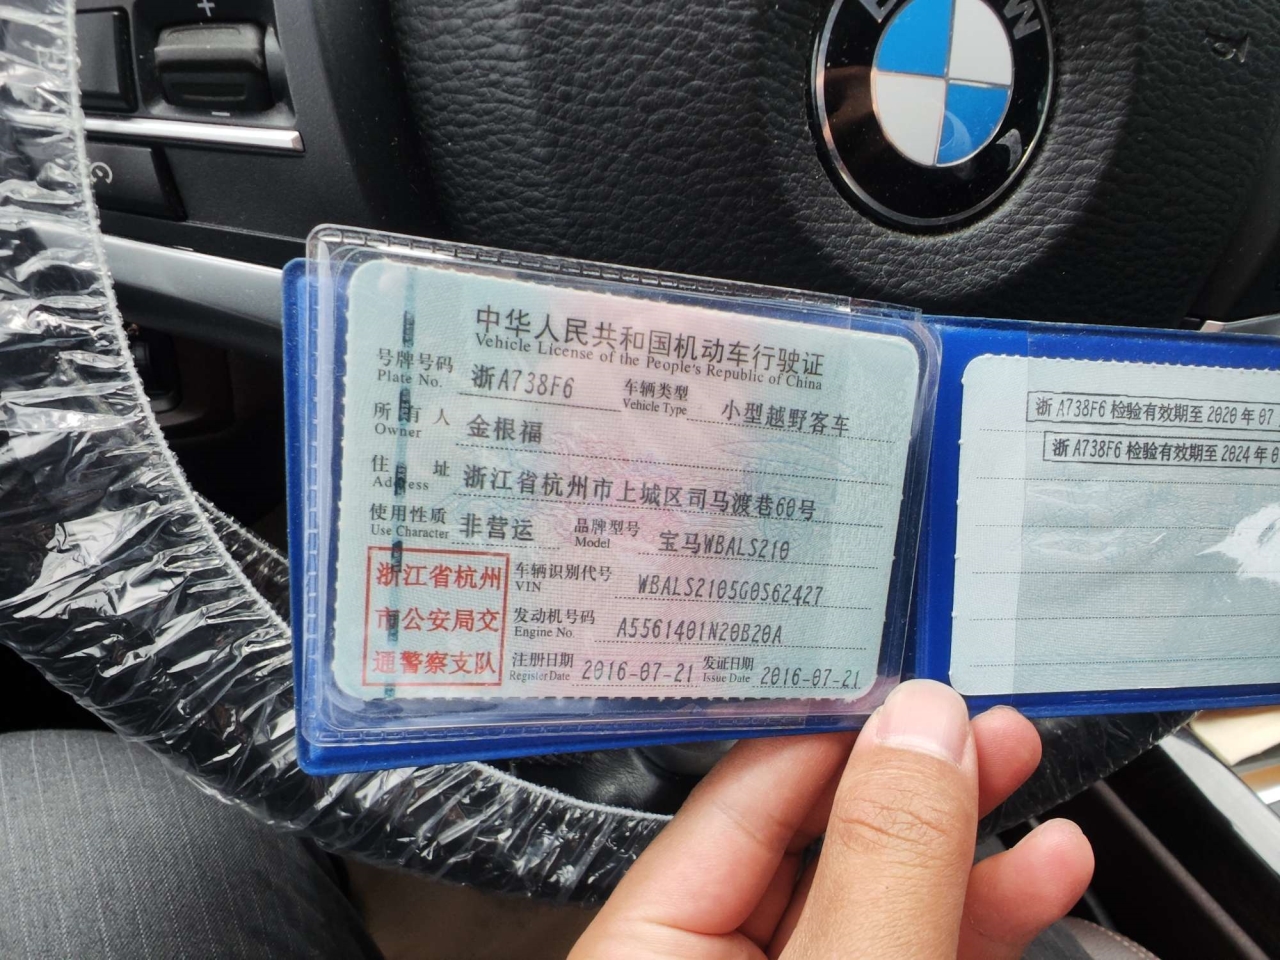 BMW
中华人民共和国机动车行驶证
Vehicle License of the People's Republic of China
号牌号码 浙A738F6 车辆类型 小型越野客车
Plate No. Vehicle Type
所有人 金根福
Owner
住址 浙江省杭州市上城区司马渡巷60号
Address
使用性质 非营运 品牌型号 宝马WBALS210
Use Character Model
浙江省杭州
市公安局交
通警察支队
车辆识别代号 WBALS2105G0S62427
VIN
发动机号码 A5561401N20B20A
Engine No.
注册日期 2016-07-21 发证日期 2016-07-21
Register Date Issue Date
浙A738F6检验有效期至2020年07
浙A738F6检验有效期至2024年0